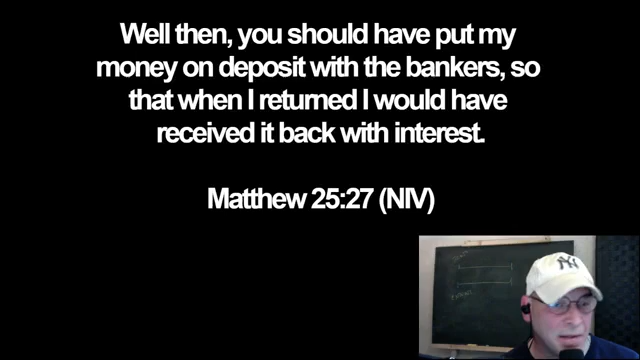 Well then, you should have put my
money on deposit with the bankers, so
that when I returned I would have
received it back with interest.
Matthew 25:27 (NIV)
NY